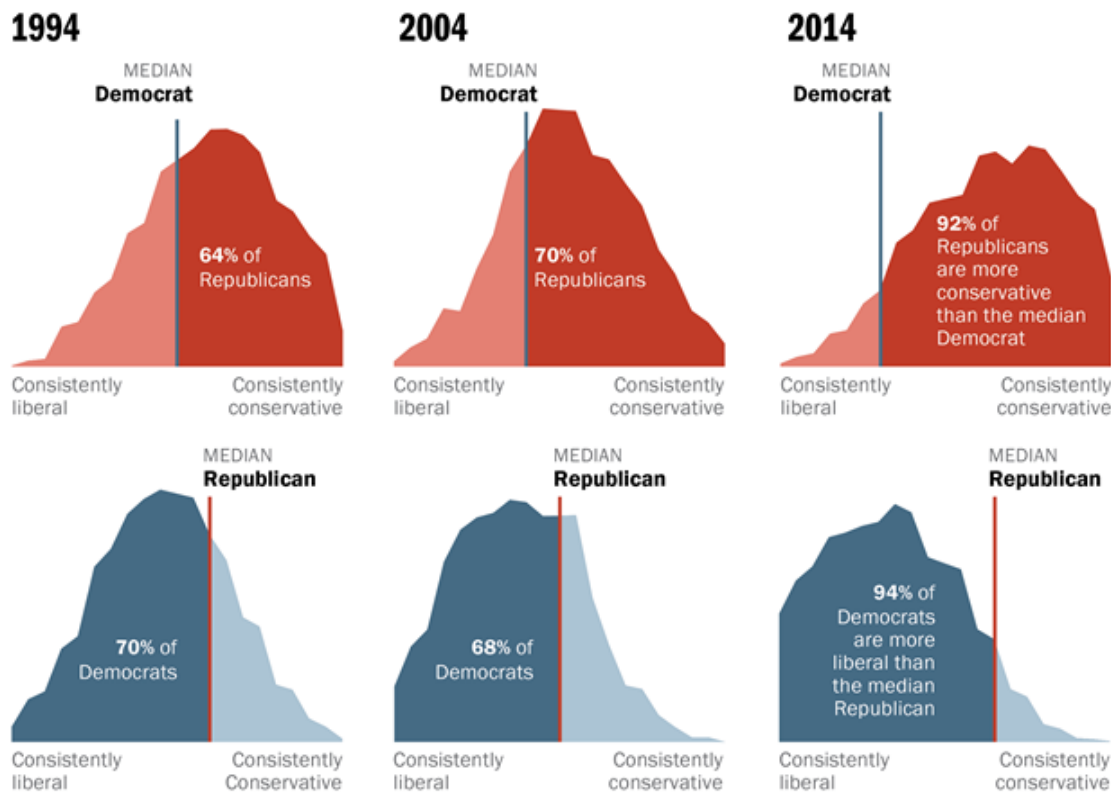 1994
MEDIAN
Democrat
64% of
Republicans
Consistently
liberal
Consistently
conservative
2004
MEDIAN
Democrat
70% of
Republicans
Consistently
liberal
Consistently
conservative
2014
MEDIAN
Democrat
92% of
Republicans
are more
conservative
than the median
Democrat
Consistently
liberal
Consistently
conservative
MEDIAN
Republican
70% of
Democrats
Consistently
liberal
Consistently
Conservative
MEDIAN
Republican
68% of
Democrats
Consistently
liberal
Consistently
conservative
MEDIAN
Republican
94% of
Democrats
are more
liberal than
the median
Republican
Consistently
liberal
Consistently
conservative